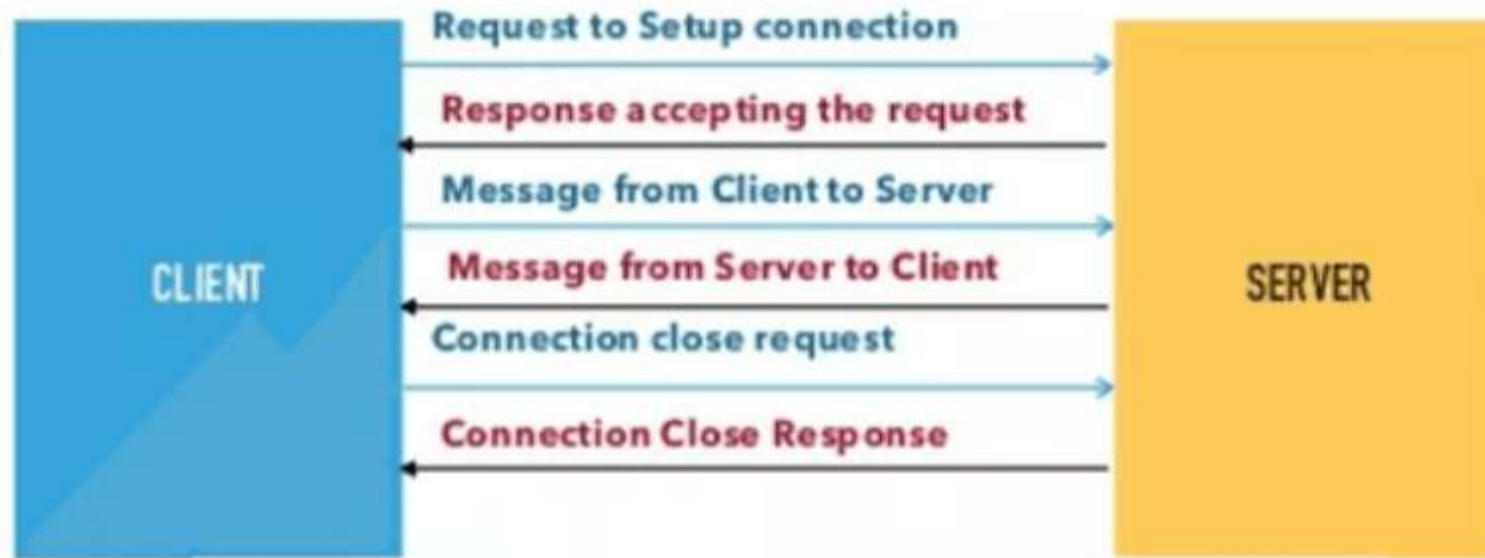 Request to Setup connection
Response accepting the request
Message from Client to Server
CLIENT
Message from Server to Client
SERVER
Connection close request
Connection Close Response